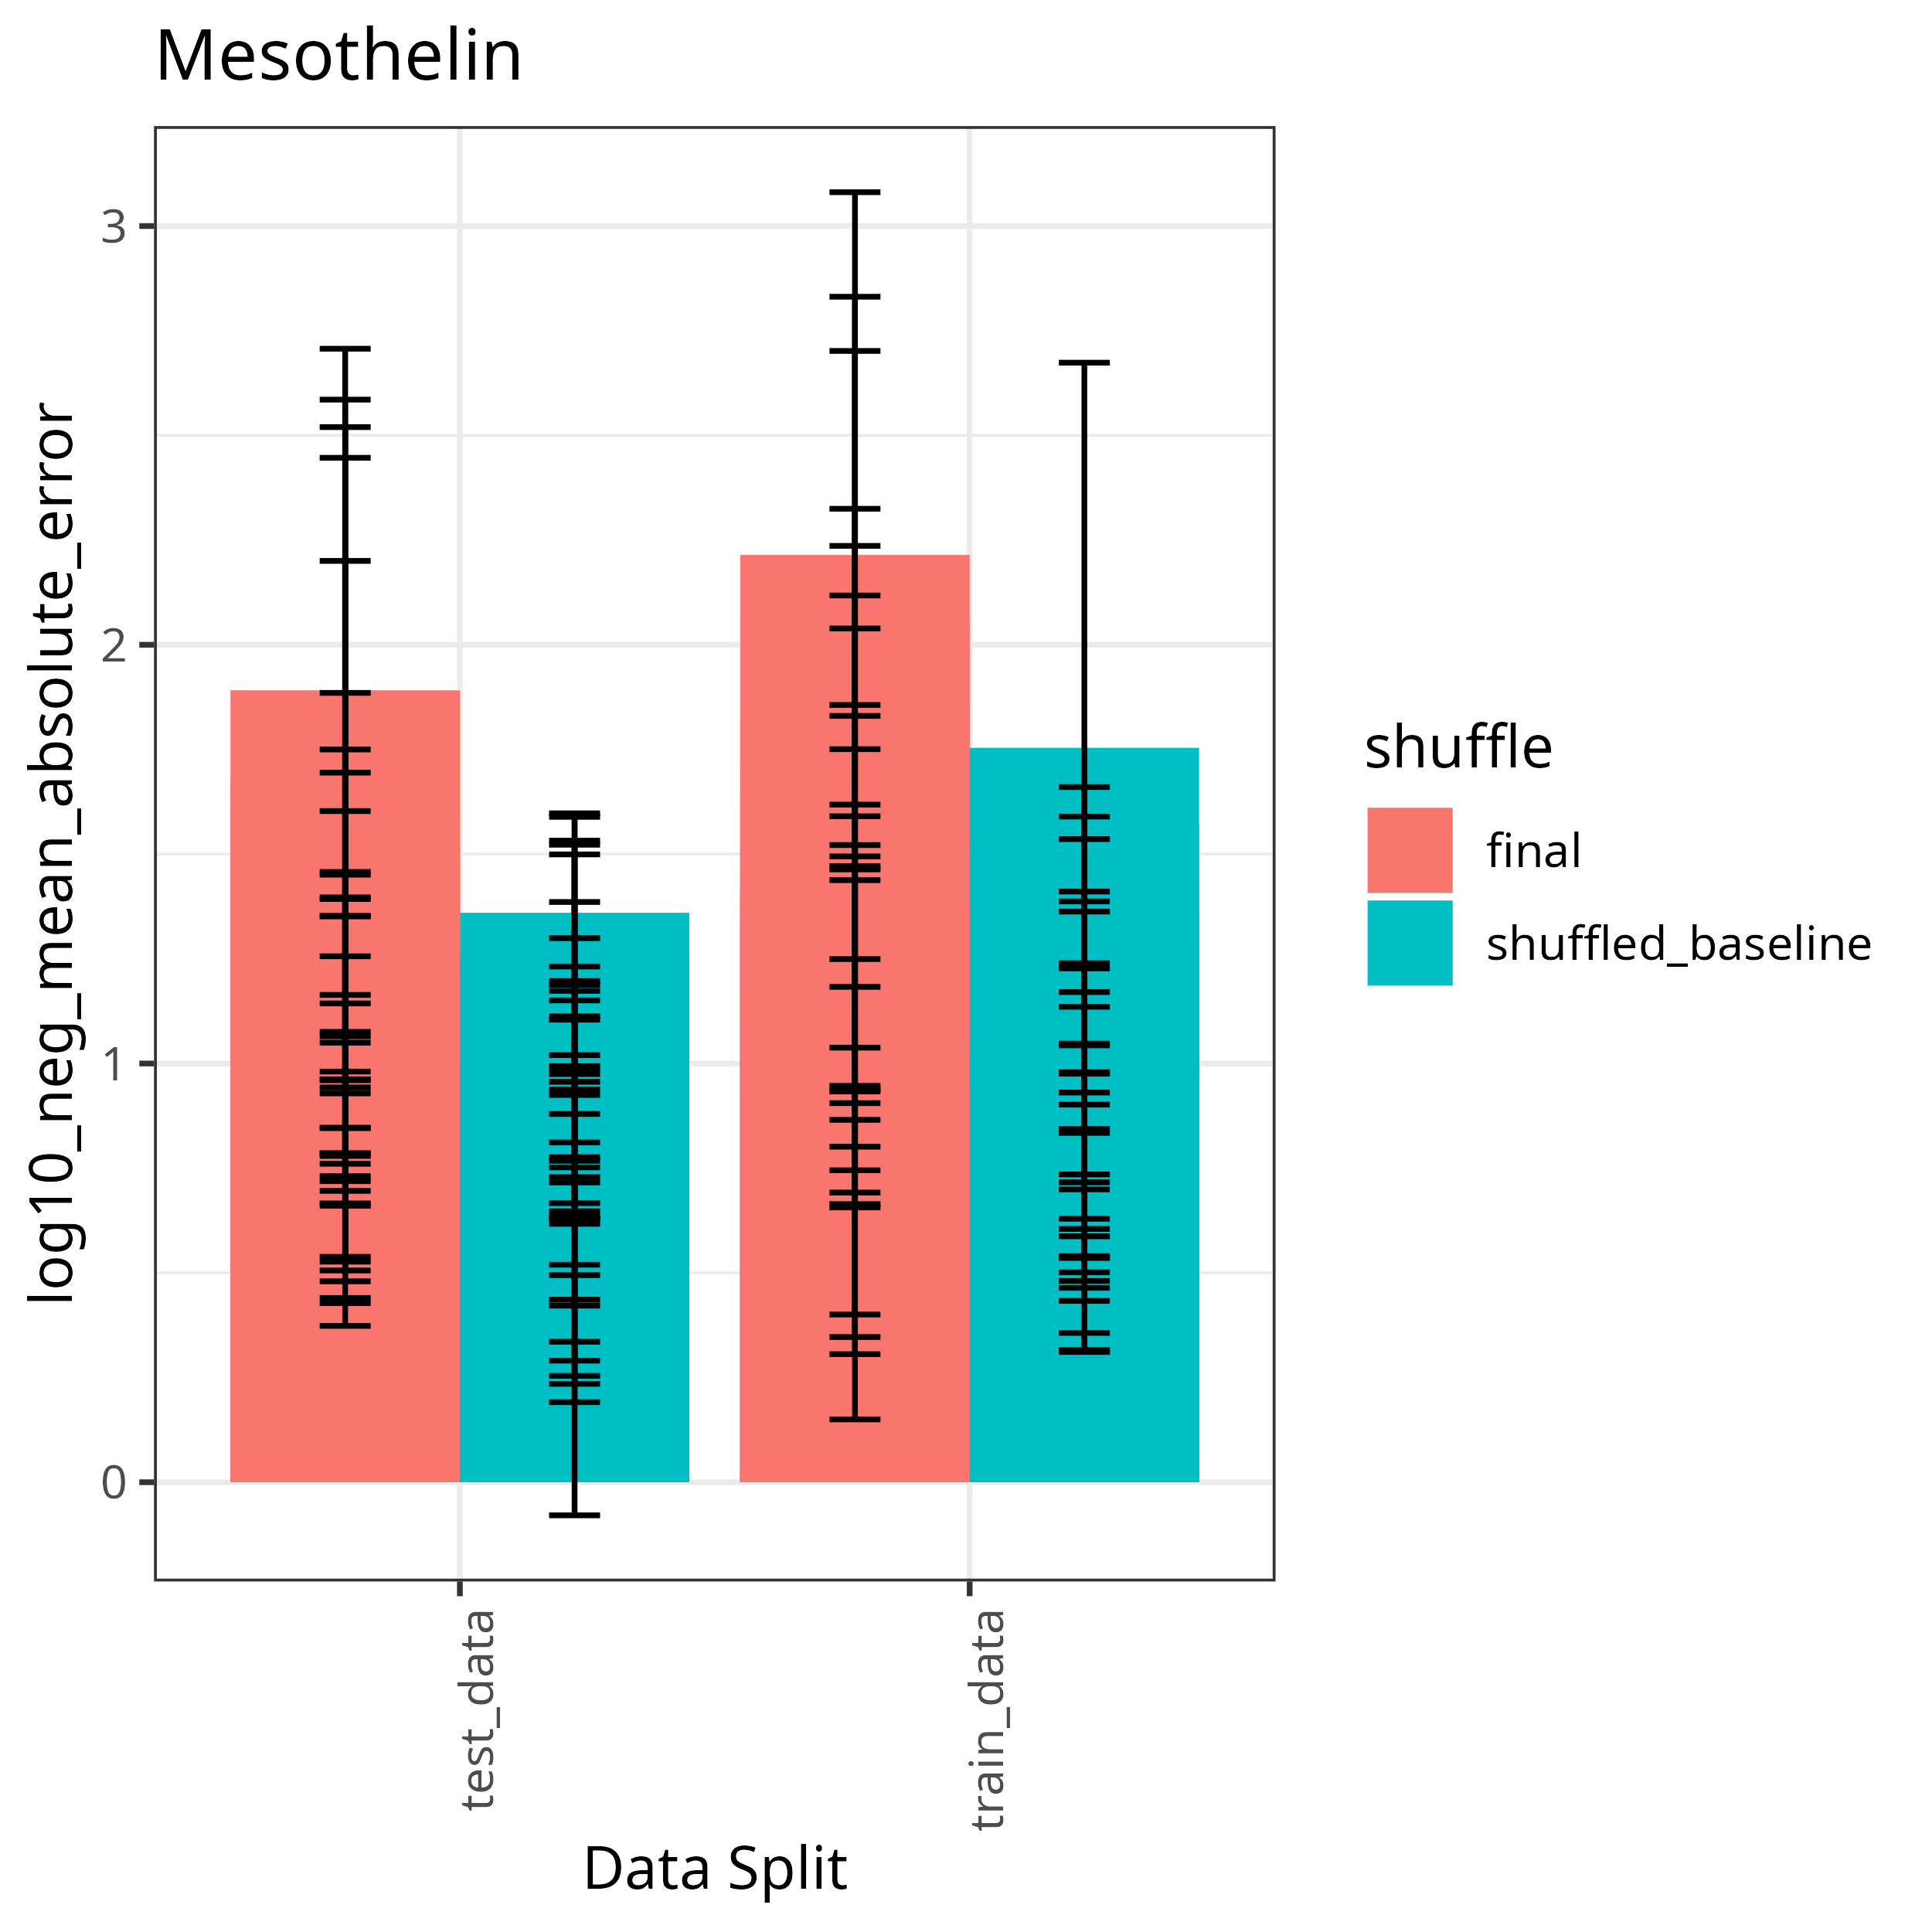 Mesothelin
log10_neg_mean_absolute_error
3
2
1
0
test_data
train_data
Data Split
shuffle
final
shuffled_baseline